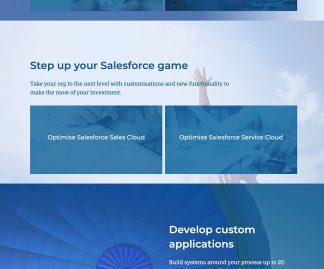 Step up your Salesforce game
Take your org to the next level with customisations and new functionality to
make the most of your investment.
Optimise Salesforce Sales Cloud
Optimise Salesforce Service Cloud
Develop custom
applications
Build systems around your process up to 20